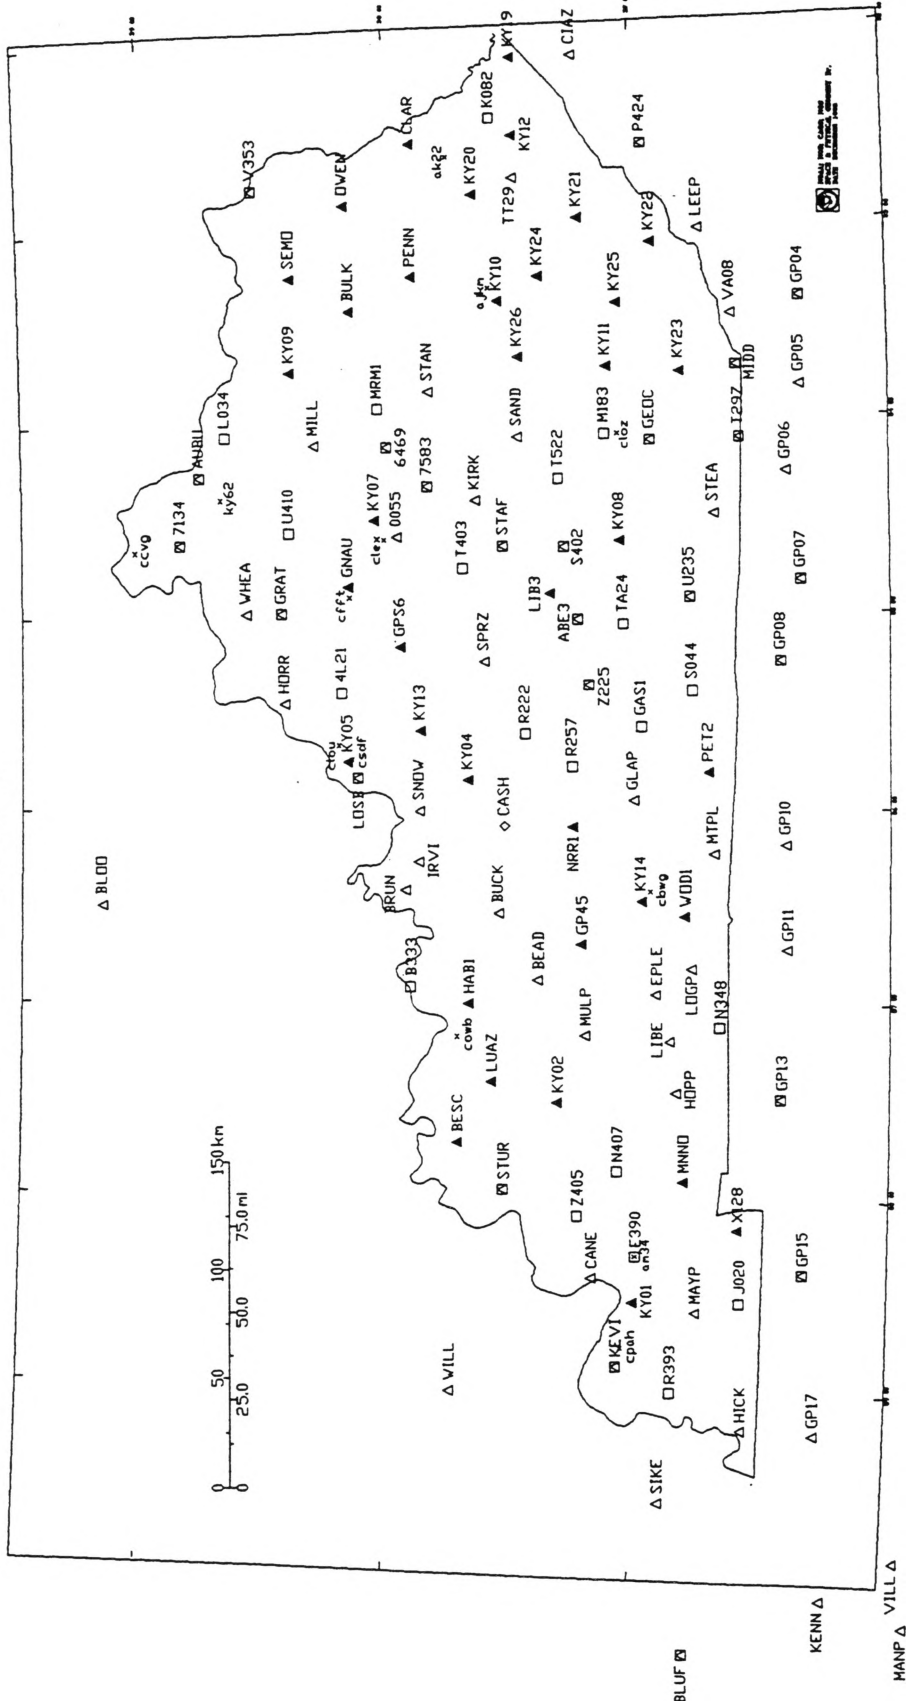 KY19
CIAZ
K082
CLAR
P424
KY12
V353
ak22
OWEN
KY20
TT29
KY21
LEEP
SEMO
PENN
KY22
KY24
BULK
ajkm
KY10
KY25
VA08
GP04
KY09
KY26
KY11
KY23
MIDD
GP05
STAN
MRM1
L034
MILL
SAND
M183
cloz
GEOC
T297
GP06
AUBU
6469
7583
KIRK
T522
STEA
ky62
KY07
0055
clex
STAF
7134
ccvg
U410
T403
S402
KY08
U235
GP07
WHEA
GRAT
GNAU
cfft
LIB3
ABE3
TA24
GPS6
SPRZ
GP08
HORR
4L21
Z225
S044
KY13
R222
GAS1
KY05
clou
csdf
LOSE
KY04
R257
PET2
SNOW
CASH
GLAP
NRR1
MTPL
GP10
IRVI
BRUN
BLOO
BUCK
KY14
cbwg
WOD1
GP45
GP11
B333
HAB1
BEAD
EPLE
LOGP
cowb
MULP
LIBE
N348
LUAZ
KY02
HOPP
GP13
BESC
STUR
N407
MNNO
Z405
X128
CANE
E390
an34
GP15
KY01
MAYP
J020
KEVI
cpah
R393
WILL
HICK
GP17
SIKE
VILL
KENN
MANP
BLUF
0 50 100 150 km
0 25.0 50.0 75.0 mi